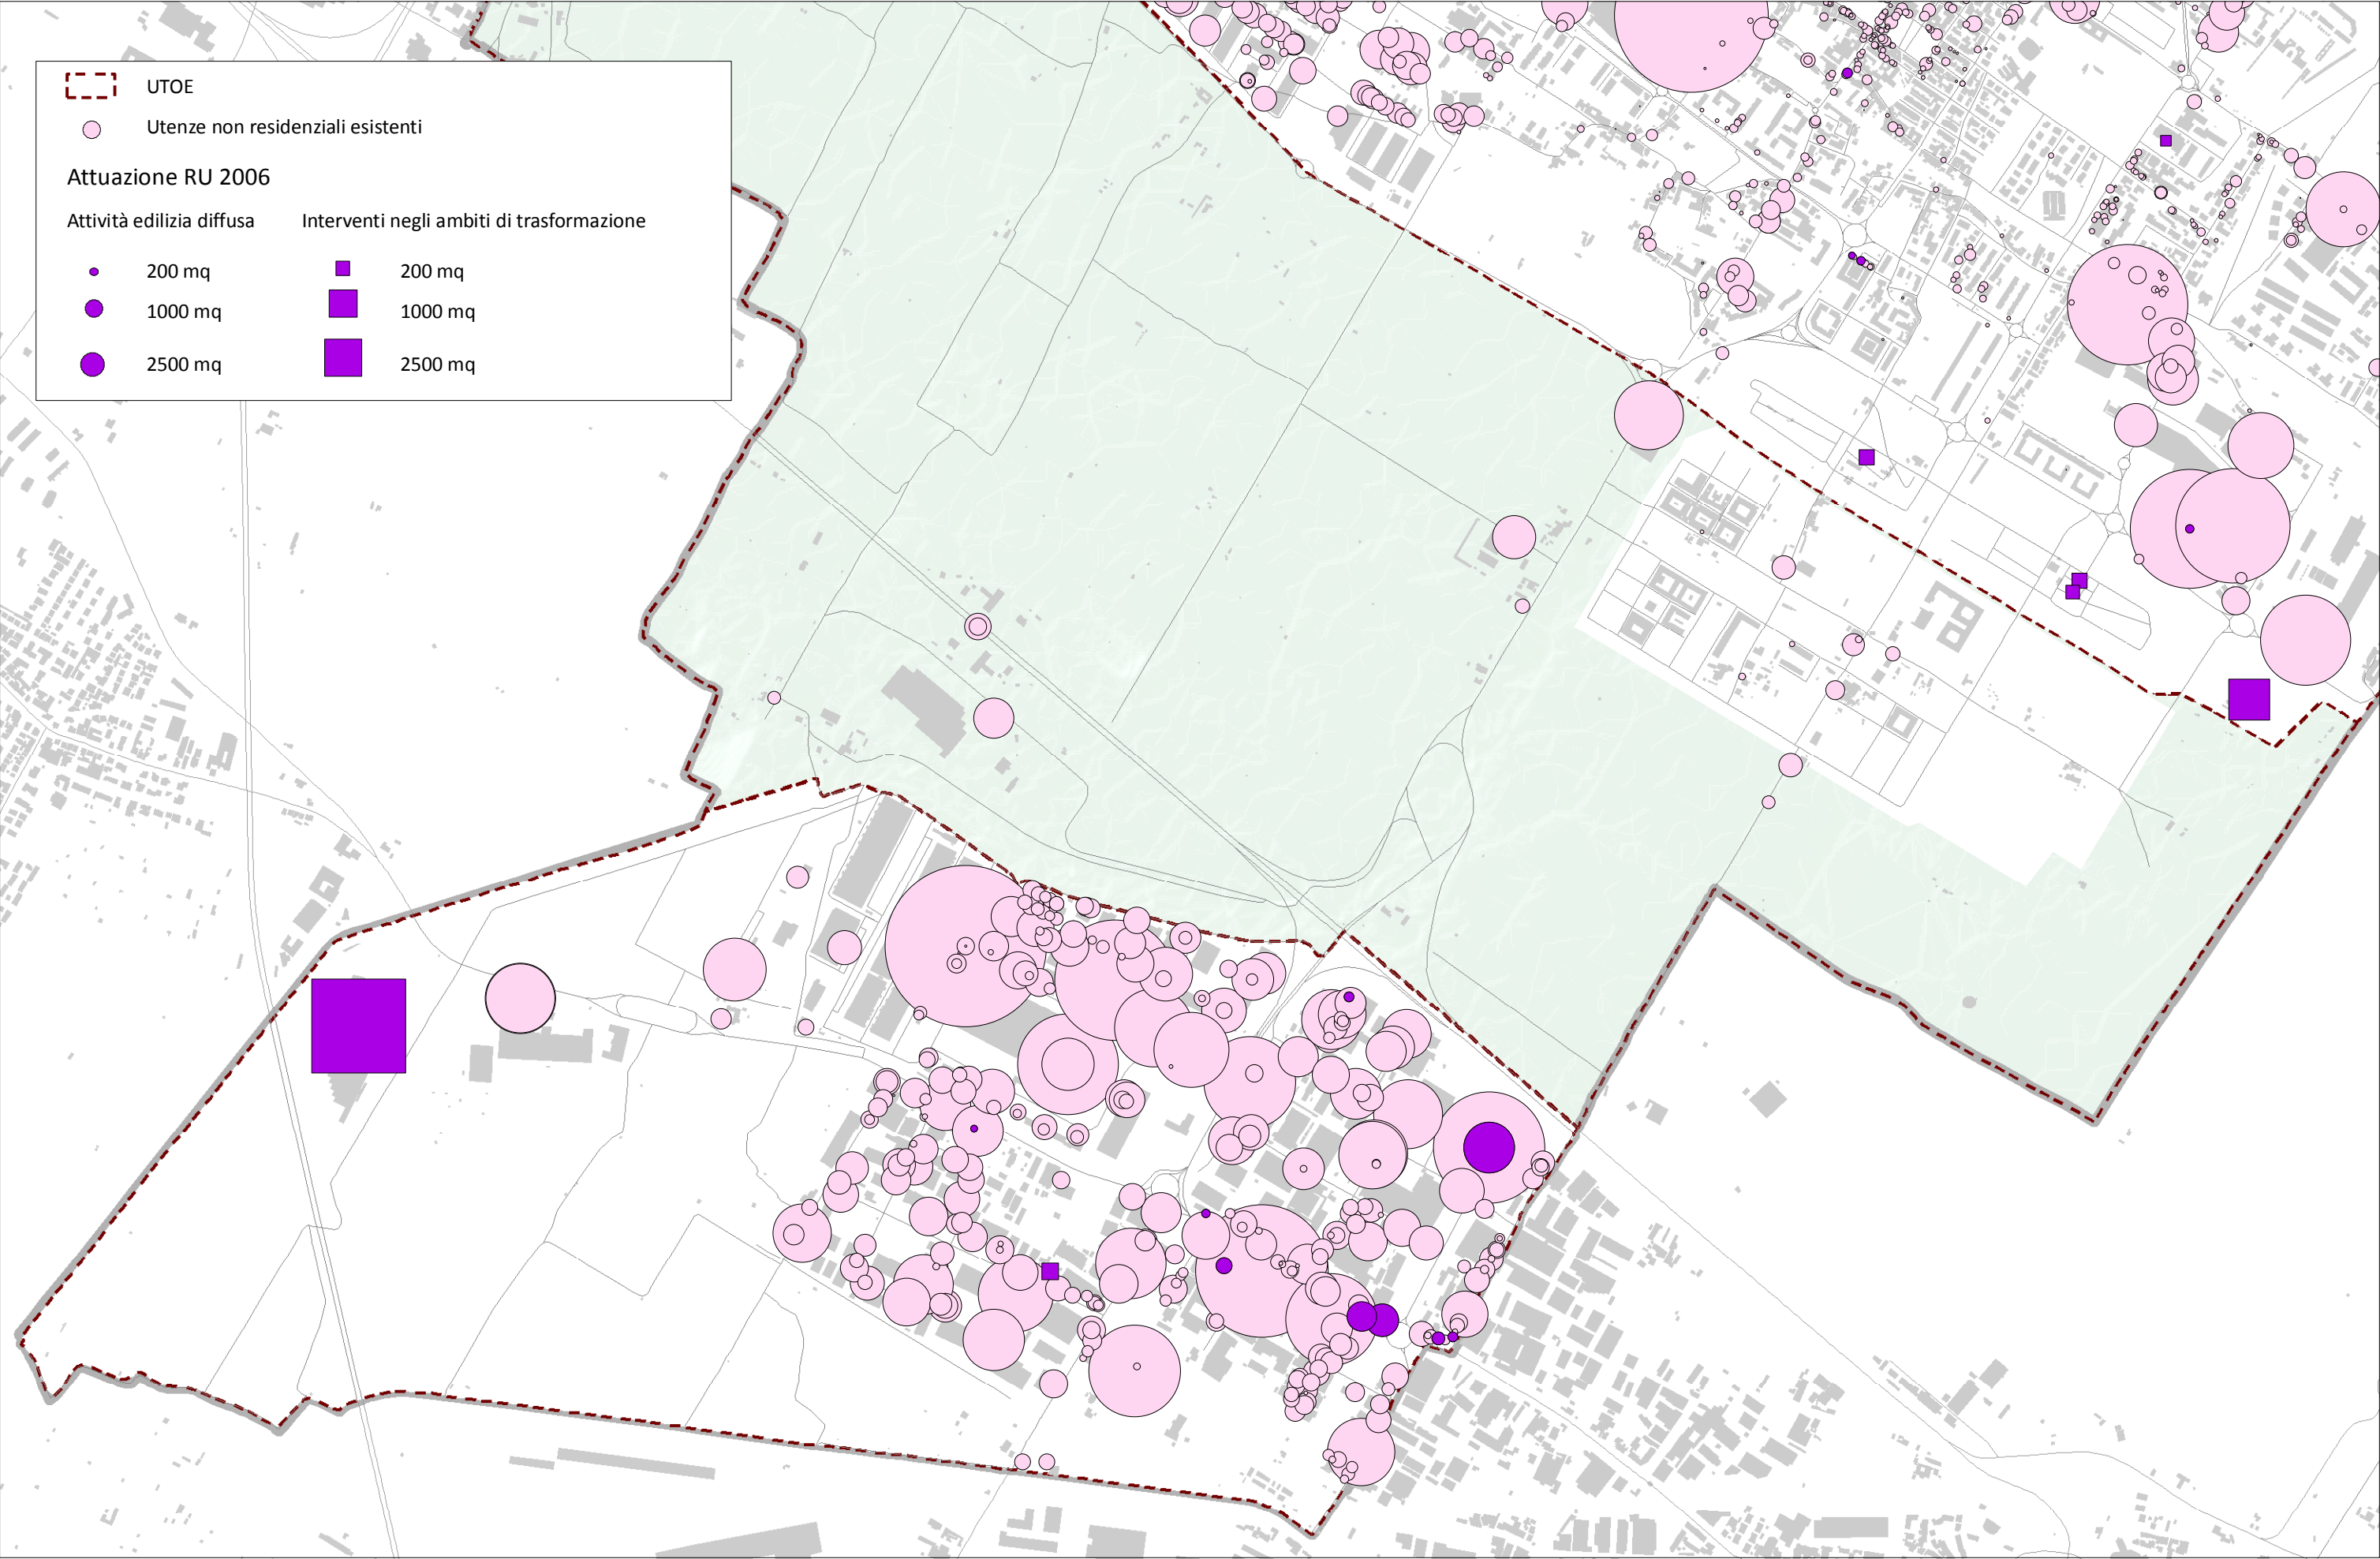 UTOE
Utenze non residenziali esistenti
Attuazione RU 2006
Attività edilizia diffusa Interventi negli ambiti di trasformazione
200 mq 200 mq
1000 mq 1000 mq
2500 mq 2500 mq